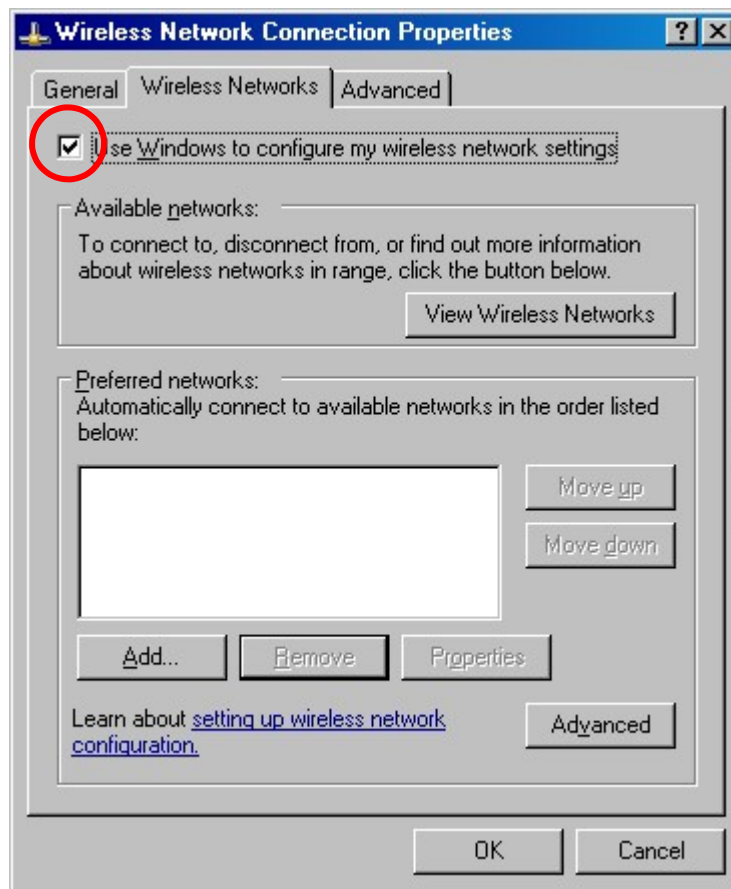 Wireless Network Connection Properties
General Wireless Networks Advanced
Use Windows to configure my wireless network settings
Available networks:
To connect to, disconnect from, or find out more information
about wireless networks in range, click the button below.
View Wireless Networks
Preferred networks:
Automatically connect to available networks in the order listed
below:
Move up
Move down
Add... Remove Properties
Learn about setting up wireless network
configuration.
Advanced
OK Cancel